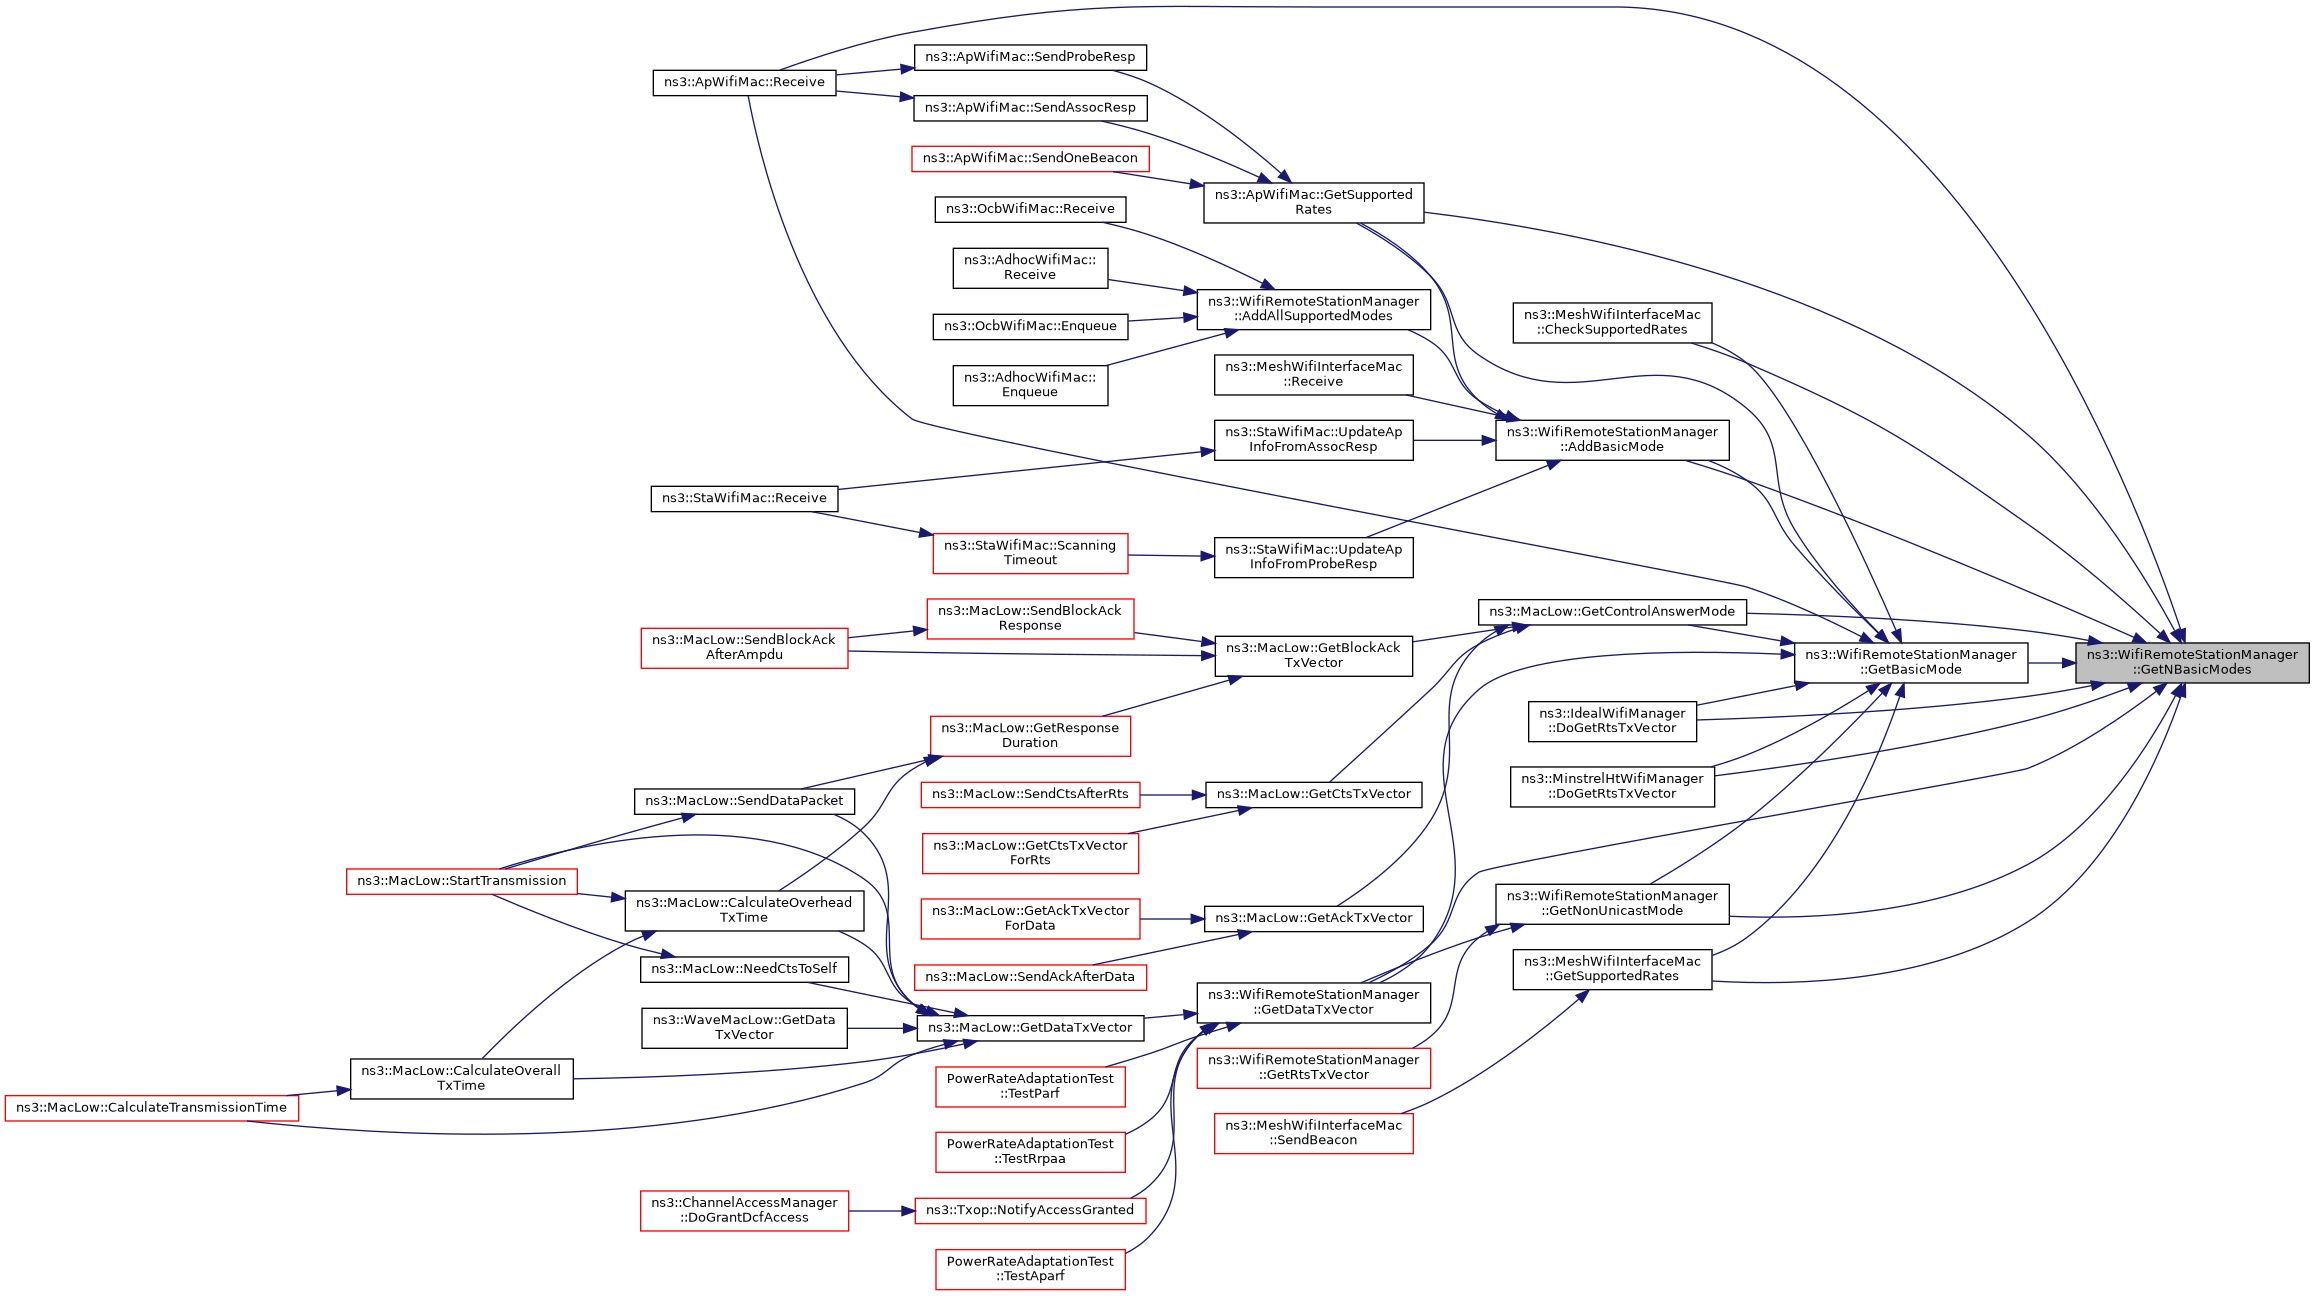 ns3::ApWifiMac::SendProbeResp
ns3::ApWifiMac::Receive
ns3::ApWifiMac::SendAssocResp
ns3::ApWifiMac::SendOneBeacon
ns3::ApWifiMac::GetSupported
Rates
ns3::OcbWifiMac::Receive
ns3::AdhocWifiMac::
Receive
ns3::WifiRemoteStationManager
::AddAllSupportedModes
ns3::OcbWifiMac::Enqueue
ns3::AdhocWifiMac::
Enqueue
ns3::MeshWifiInterfaceMac
::CheckSupportedRates
ns3::MeshWifiInterfaceMac
::Receive
ns3::StaWifiMac::UpdateAp
InfoFromAssocResp
ns3::WifiRemoteStationManager
::AddBasicMode
ns3::StaWifiMac::Receive
ns3::StaWifiMac::Scanning
Timeout
ns3::StaWifiMac::UpdateAp
InfoFromProbeResp
ns3::MacLow::SendBlockAck
Response
ns3::MacLow::GetControlAnswerMode
ns3::MacLow::SendBlockAck
AfterAmpdu
ns3::MacLow::GetBlockAck
TxVector
ns3::WifiRemoteStationManager
::GetBasicMode
ns3::WifiRemoteStationManager
::GetNBasicModes
ns3::MacLow::GetResponse
Duration
ns3::IdealWifiManager
::DoGetRtsTxVector
ns3::MinstrelHtWifiManager
::DoGetRtsTxVector
ns3::MacLow::SendDataPacket
ns3::MacLow::SendCtsAfterRts
ns3::MacLow::GetCtsTxVector
ns3::MacLow::GetCtsTxVector
ForRts
ns3::MacLow::StartTransmission
ns3::MacLow::CalculateOverhead
TxTime
ns3::MacLow::GetAckTxVector
ForData
ns3::MacLow::GetAckTxVector
ns3::WifiRemoteStationManager
::GetNonUnicastMode
ns3::MacLow::NeedCtsToSelf
ns3::MacLow::SendAckAfterData
ns3::MeshWifiInterfaceMac
::GetSupportedRates
ns3::WifiRemoteStationManager
::GetDataTxVector
ns3::WaveMacLow::GetData
TxVector
ns3::MacLow::GetDataTxVector
ns3::MacLow::CalculateOverall
TxTime
ns3::WifiRemoteStationManager
::GetRtsTxVector
PowerRateAdaptationTest
::TestParf
ns3::MacLow::CalculateTransmissionTime
ns3::MeshWifiInterfaceMac
::SendBeacon
PowerRateAdaptationTest
::TestRrpaa
ns3::ChannelAccessManager
::DoGrantDcfAccess
ns3::Txop::NotifyAccessGranted
PowerRateAdaptationTest
::TestAparf